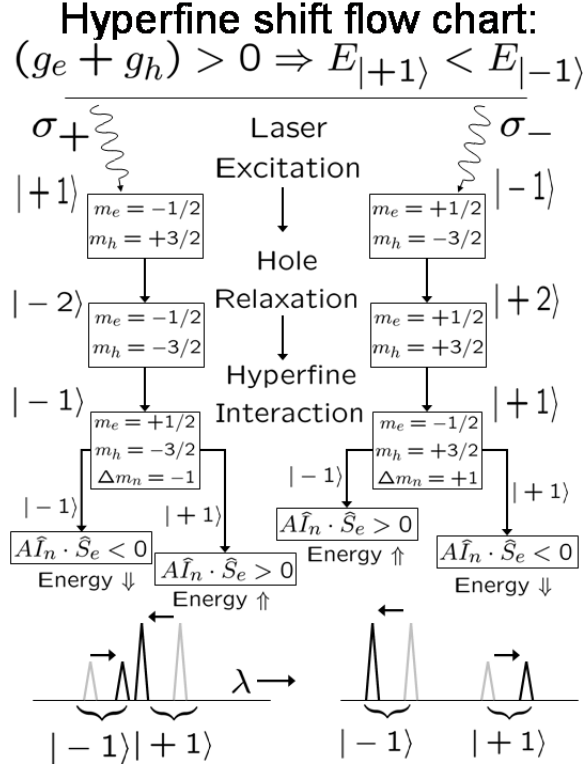 Hyperfine shift flow chart:
(g_e + g_h) > 0 ⇒ E_{|+1⟩} < E_{|−1⟩}
σ+ Laser σ−
Excitation
|+1⟩ |−1⟩
m_e = −1/2
m_h = +3/2
m_e = +1/2
m_h = −3/2
Hole
Relaxation
|−2⟩ |+2⟩
m_e = −1/2
m_h = −3/2
m_e = +1/2
m_h = +3/2
Hyperfine
Interaction
|−1⟩ |+1⟩
m_e = +1/2
m_h = −3/2
Δm_n = −1
m_e = −1/2
m_h = +3/2
Δm_n = +1
|−1⟩ |+1⟩ |−1⟩ |+1⟩
AÎ_n · Ŝ_e < 0
Energy ⇓
AÎ_n · Ŝ_e > 0
Energy ⇑
AÎ_n · Ŝ_e > 0
Energy ⇑
AÎ_n · Ŝ_e < 0
Energy ⇓
λ →
|−1⟩ |+1⟩ |−1⟩ |+1⟩